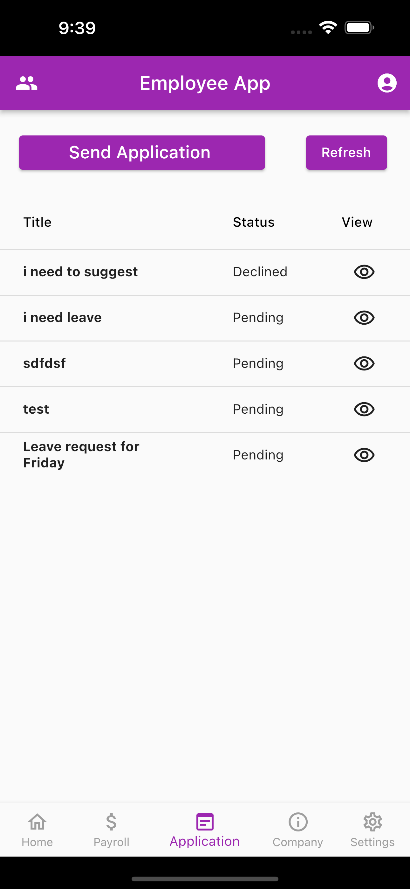 9:39
Employee App
Send Application
Refresh
Title Status View
i need to suggest Declined
i need leave Pending
sdfdsf Pending
test Pending
Leave request for
Friday Pending
Home Payroll Application Company Settings